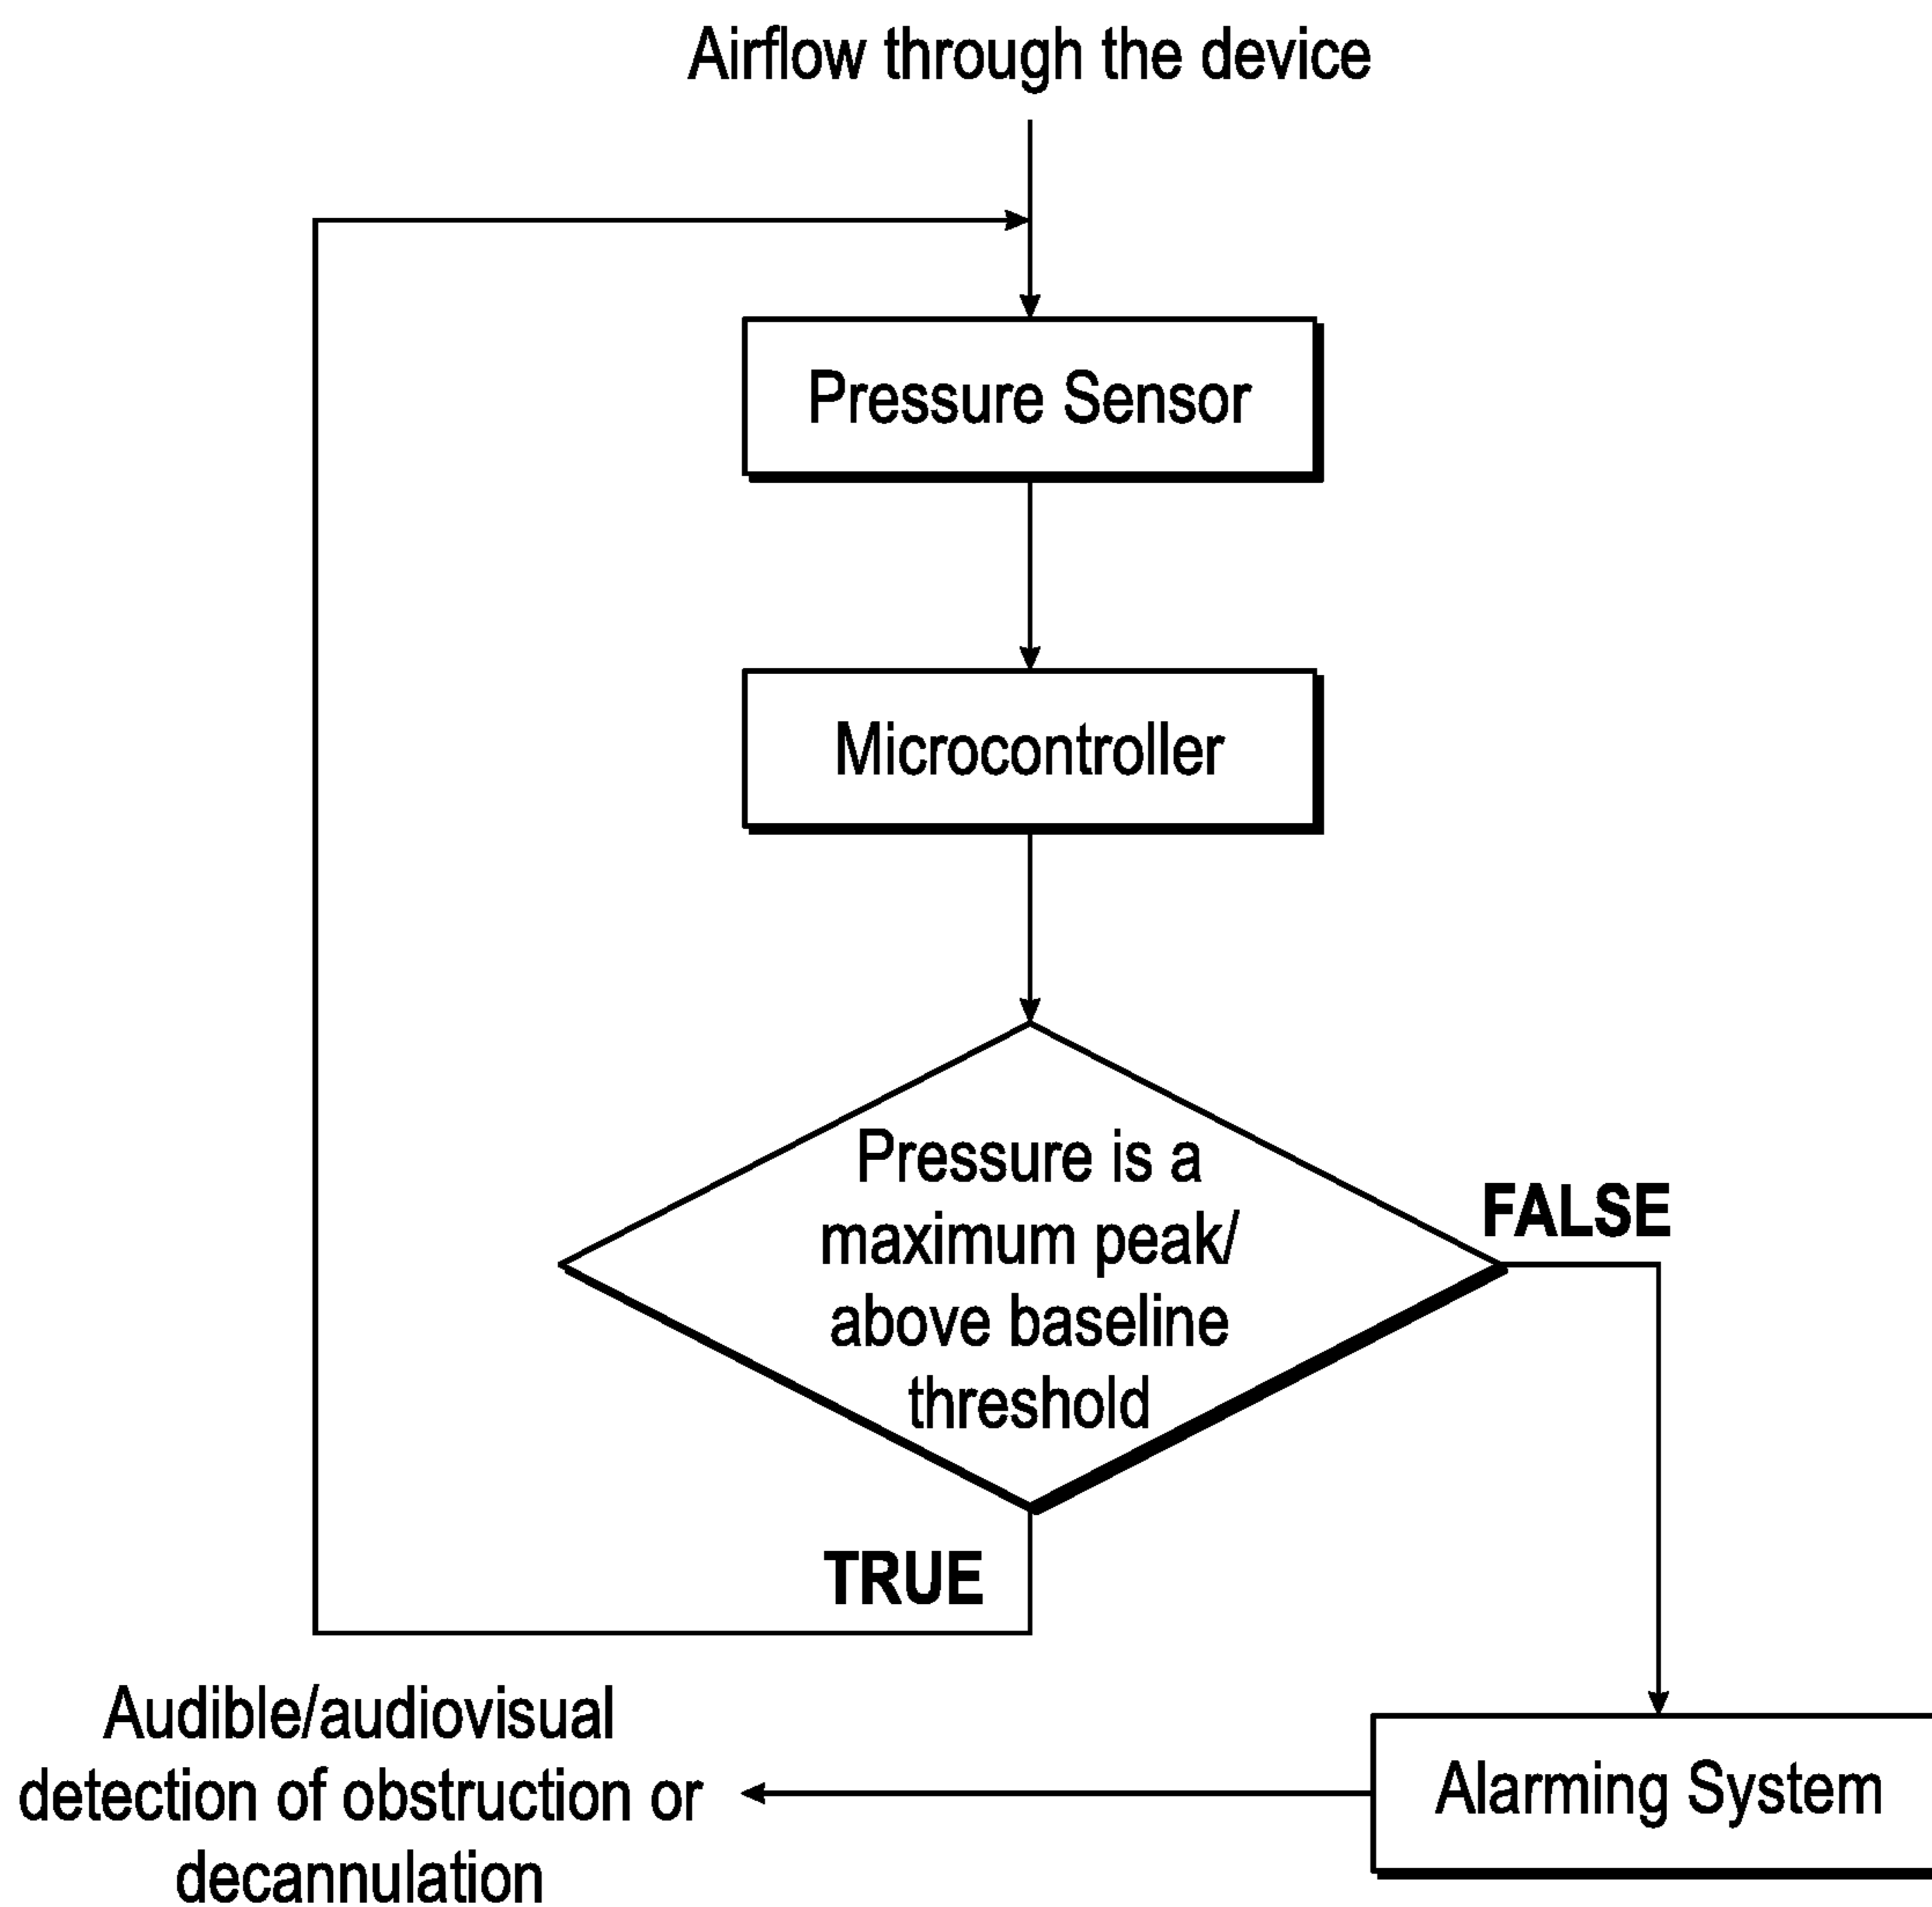 Airflow through the device
Pressure Sensor
Microcontroller
Pressure is a
maximum peak/
above baseline
threshold
FALSE
TRUE
Audible/audiovisual
detection of obstruction or
decannulation
Alarming System